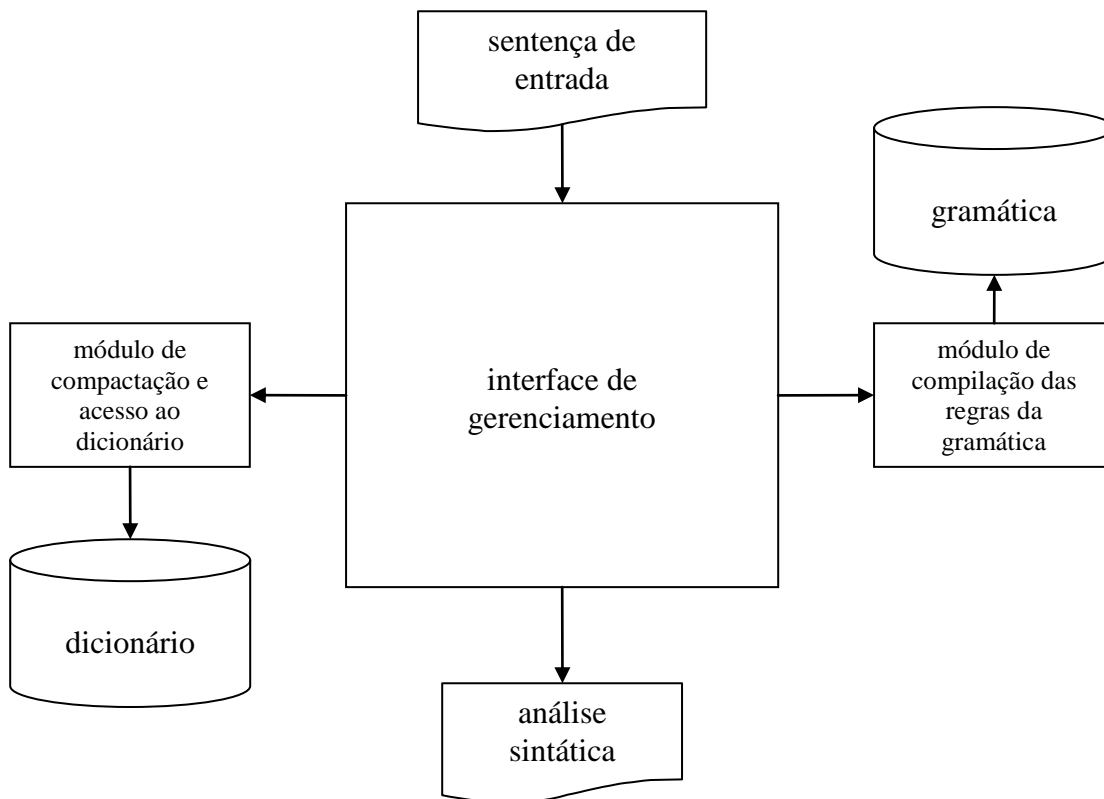 sentença de
entrada
gramática
módulo de
compactação e
acesso ao
dicionário
interface de
gerenciamento
módulo de
compilação das
regras da
gramática
dicionário
análise
sintática